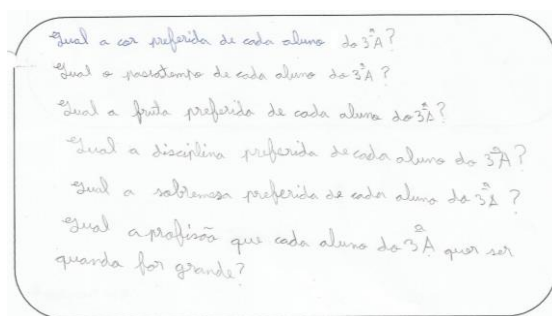 Qual a cor preferida de cada aluno do 3ºA?
Qual o passatempo de cada aluno do 3ºA?
Qual a fruta preferida de cada aluno do 3ºA?
Qual a disciplina preferida de cada aluno do 3ºA?
Qual a sobremesa preferida de cada aluno do 3ºA?
Qual a profisão que cada aluno do 3ºA quer ser
quando for grande?